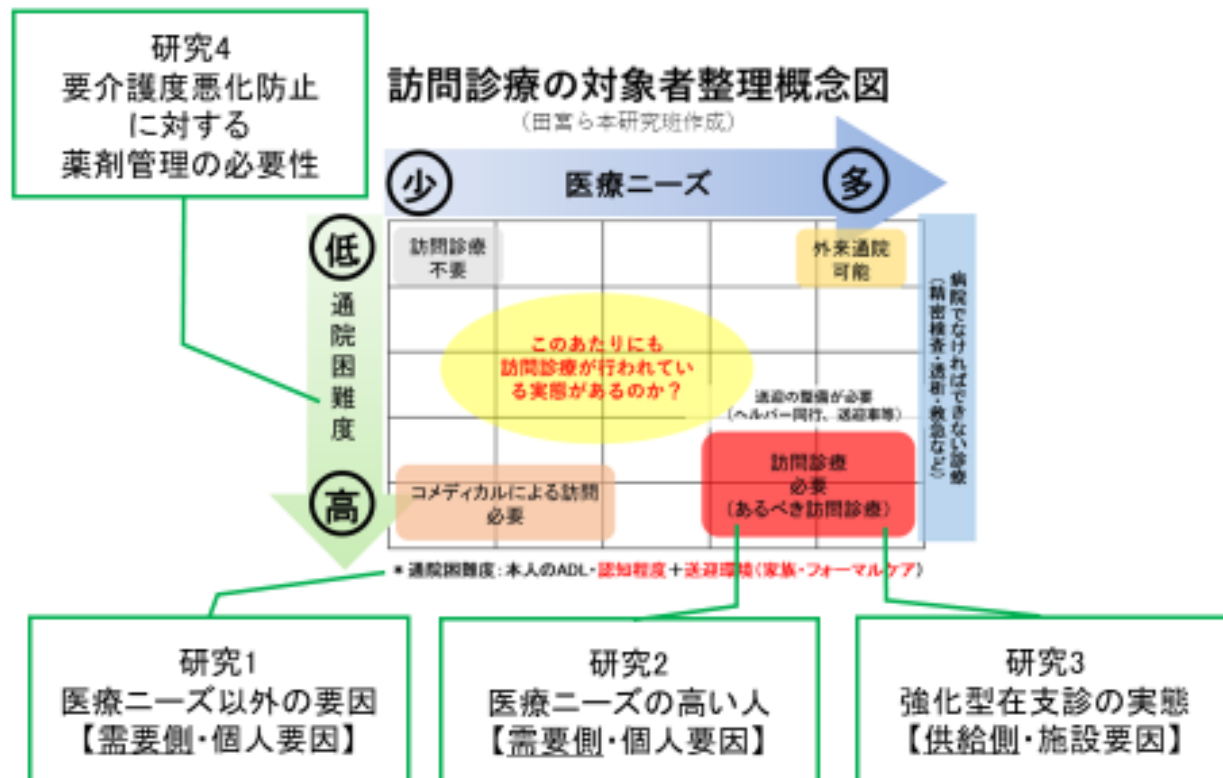 研究4
要介護度悪化防止
に対する
薬剤管理の必要性
訪問診療の対象者整理概念図
(田宮ら本研究班作成)
少
医療ニーズ
多
低
通院困難度
高
訪問診療
不要
外来通院
可能
このあたりにも
訪問診療が行われてい
る実態があるのか？
送迎の整備が必要
(ヘルパー同行、送迎車等)
訪問診療
必要
(あるべき訪問診療)
コメディカルによる訪問
必要
病院でなければできない診療
(精密検査・透析・救急など)
*通院困難度:本人のADL・認知程度＋送迎環境(家族・フォーマルケア)
研究1
医療ニーズ以外の要因
【需要側・個人要因】
研究2
医療ニーズの高い人
【需要側・個人要因】
研究3
強化型在支診の実態
【供給側・施設要因】